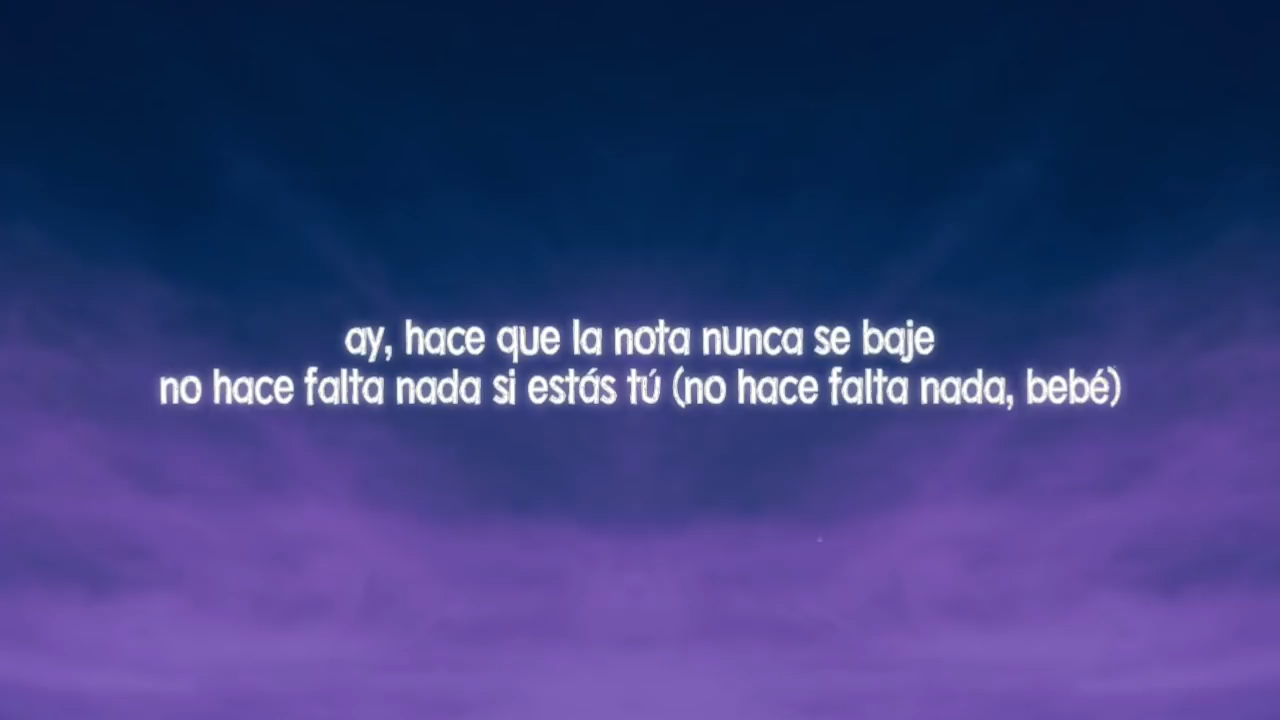 ay, hace que la nota nunca se baje
no hace falta nada si estás tú (no hace falta nada, bebé)